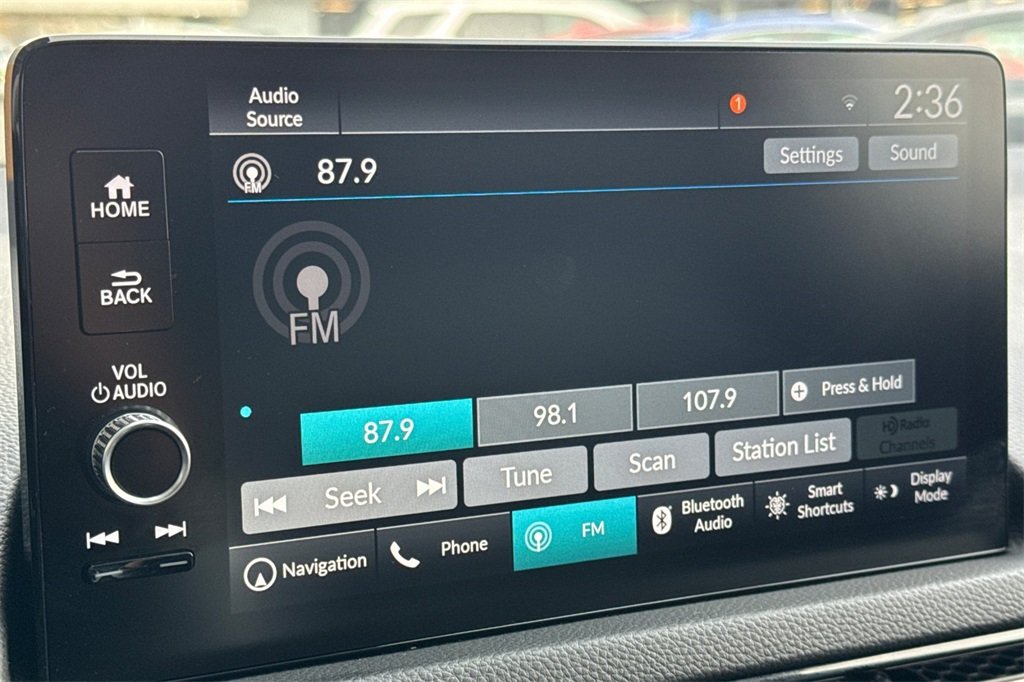 Audio
Source
1
2:36
FM
87.9
Settings
Sound
HOME
BACK
FM
VOL
AUDIO
87.9
98.1
107.9
Press & Hold
Seek
Tune
Scan
Station List
HD Radio
Channels
Navigation
Phone
FM
Bluetooth
Audio
Smart
Shortcuts
Display
Mode